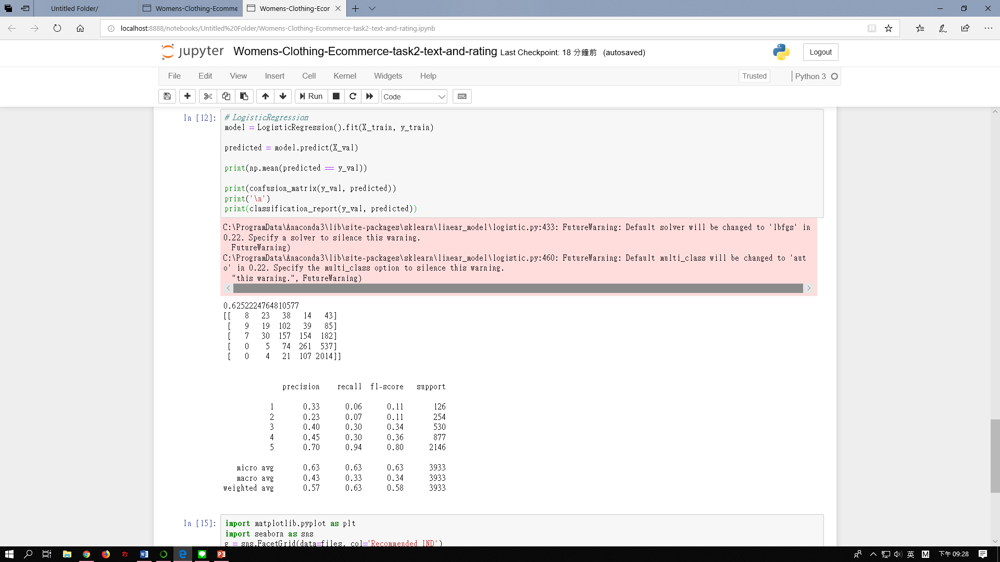 Untitled Folder/
Womens-Clothing-Ecomme
Womens-Clothing-Ecor
localhost:8888/notebooks/Untitled%20Folder/Womens-Clothing-Ecommerce-task2-text-and-rating.ipynb
jupyter Womens-Clothing-Ecommerce-task2-text-and-rating Last Checkpoint: 18 分鐘前 (autosaved)
Logout
File Edit View Insert Cell Kernel Widgets Help
Trusted
Python 3
Run
Code
In [12]:
# LogisticRegression
model = LogisticRegression().fit(X_train, y_train)
predicted = model.predict(X_val)
print(np.mean(predicted == y_val))
print(confusion_matrix(y_val, predicted))
print('\n')
print(classification_report(y_val, predicted))
C:\ProgramData\Anaconda3\lib\site-packages\sklearn\linear_model\logistic.py:433: FutureWarning: Default solver will be changed to 'lbfgs' in
0.22. Specify a solver to silence this warning.
FutureWarning)
C:\ProgramData\Anaconda3\lib\site-packages\sklearn\linear_model\logistic.py:460: FutureWarning: Default multi_class will be changed to 'aut
o' in 0.22. Specify the multi_class option to silence this warning.
"this warning.", FutureWarning)
0.6252224764810577
[[ 8 23 38 14 43]
[ 9 19 102 39 85]
[ 7 30 157 154 182]
[ 0 5 74 261 537]
[ 0 4 21 107 2014]]
precision recall f1-score support
1 0.33 0.06 0.11 126
2 0.23 0.07 0.11 254
3 0.40 0.30 0.34 530
4 0.45 0.30 0.36 877
5 0.70 0.94 0.80 2146
micro avg 0.63 0.63 0.63 3933
macro avg 0.43 0.33 0.34 3933
weighted avg 0.57 0.63 0.58 3933
In [15]:
import matplotlib.pyplot as plt
import seaborn as sns
g = sns.FacetGrid(data=files, col='Recommended IND')
英
M
下午 09:28